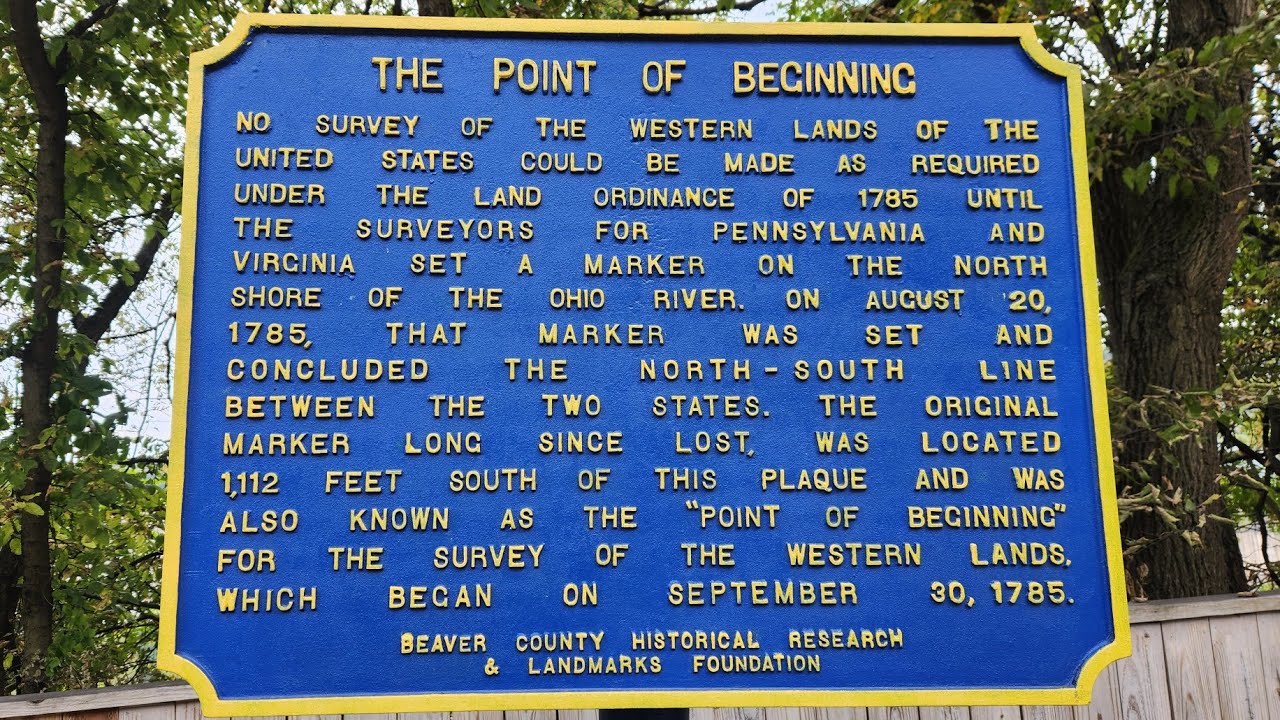 THE POINT OF BEGINNING
NO SURVEY OF THE WESTERN LANDS OF THE
UNITED STATES COULD BE MADE AS REQUIRED
UNDER THE LAND ORDINANCE OF 1785 UNTIL
THE SURVEYORS FOR PENNSYLVANIA AND
VIRGINIA SET A MARKER ON THE NORTH
SHORE OF THE OHIO RIVER. ON AUGUST 20,
1785, THAT MARKER WAS SET AND
CONCLUDED THE NORTH-SOUTH LINE
BETWEEN THE TWO STATES. THE ORIGINAL
MARKER LONG SINCE LOST, WAS LOCATED
1,112 FEET SOUTH OF THIS PLAQUE AND WAS
ALSO KNOWN AS THE "POINT OF BEGINNING"
FOR THE SURVEY OF THE WESTERN LANDS,
WHICH BEGAN ON SEPTEMBER 30, 1785.
BEAVER COUNTY HISTORICAL RESEARCH
& LANDMARKS FOUNDATION